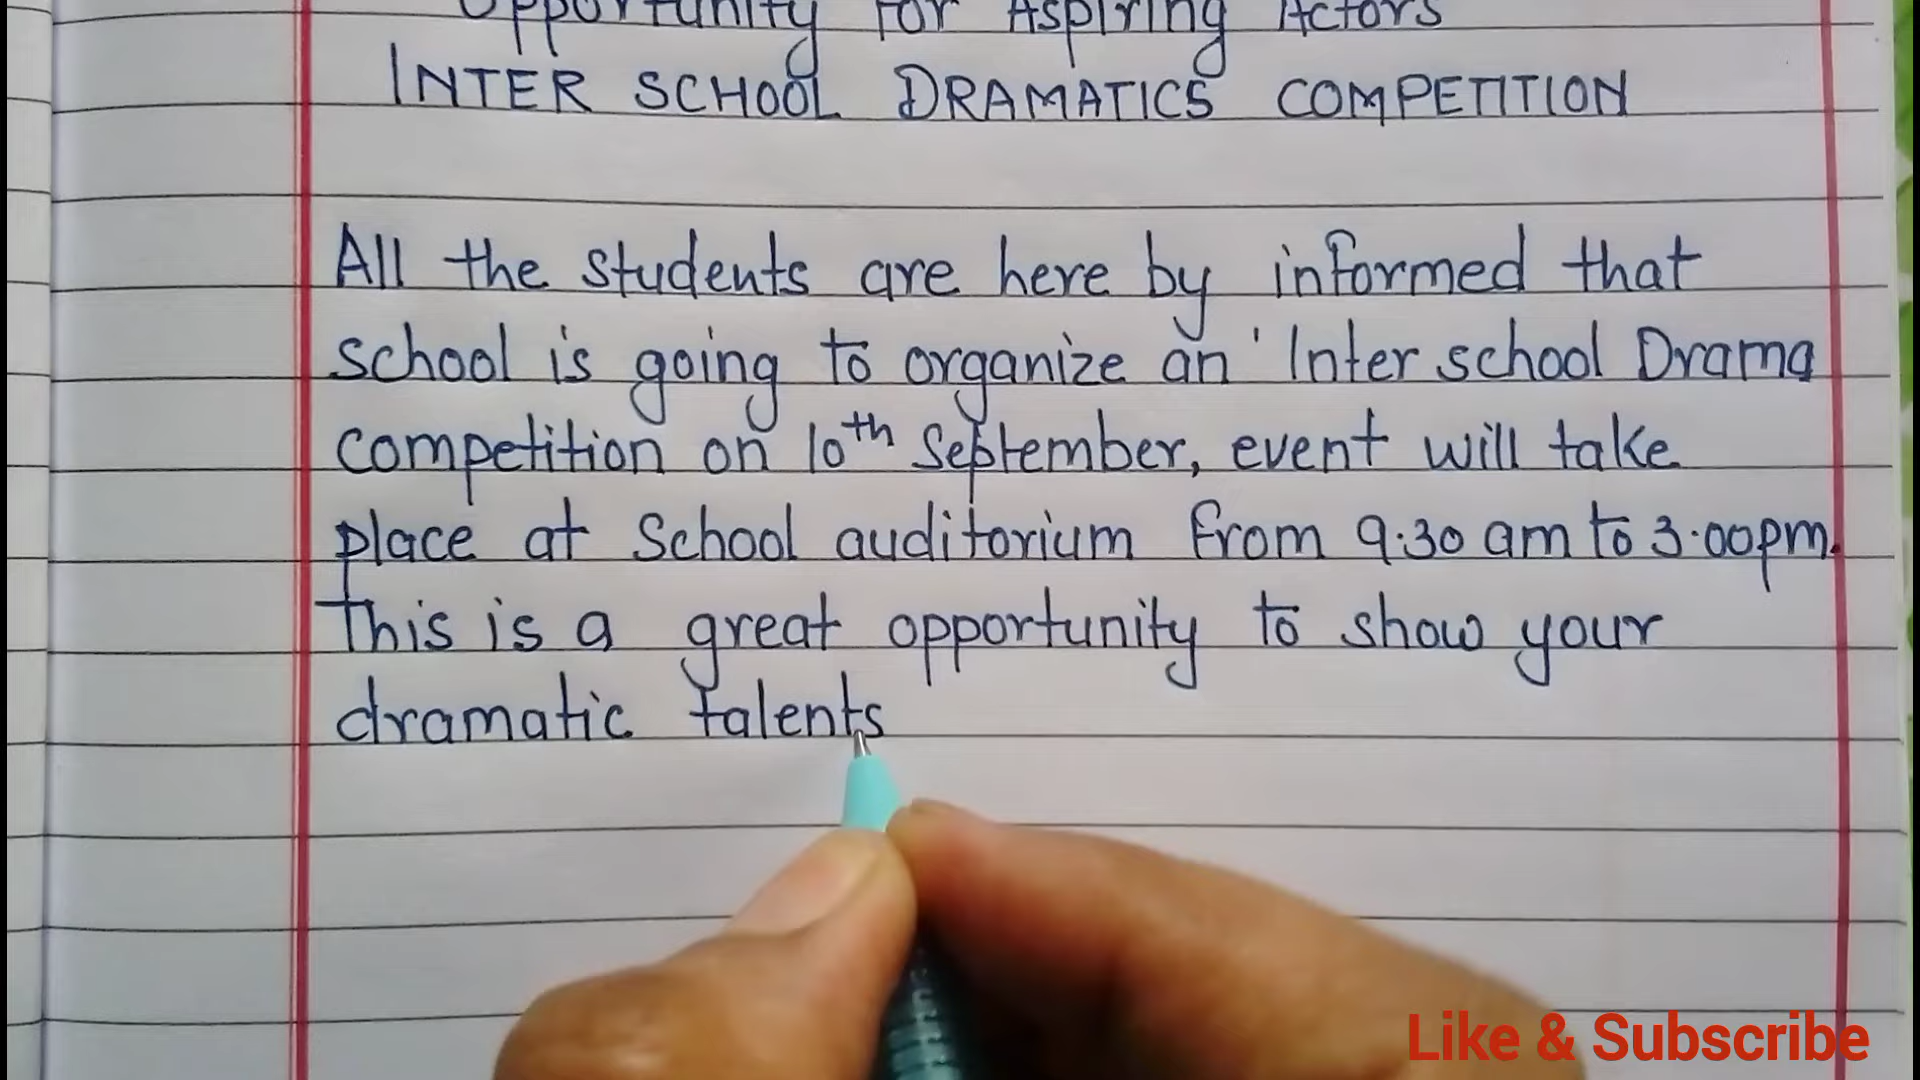 Opportunity for Aspiring Actors
INTER SCHOOL DRAMATICS COMPETITION
All the students are here by informed that
school is going to organize an ' Inter school Drama
competition on 10th September, event will take
place at School auditorium from 9.30 am to 3.00pm.
This is a great opportunity to show your
dramatic talents
Like & Subscribe